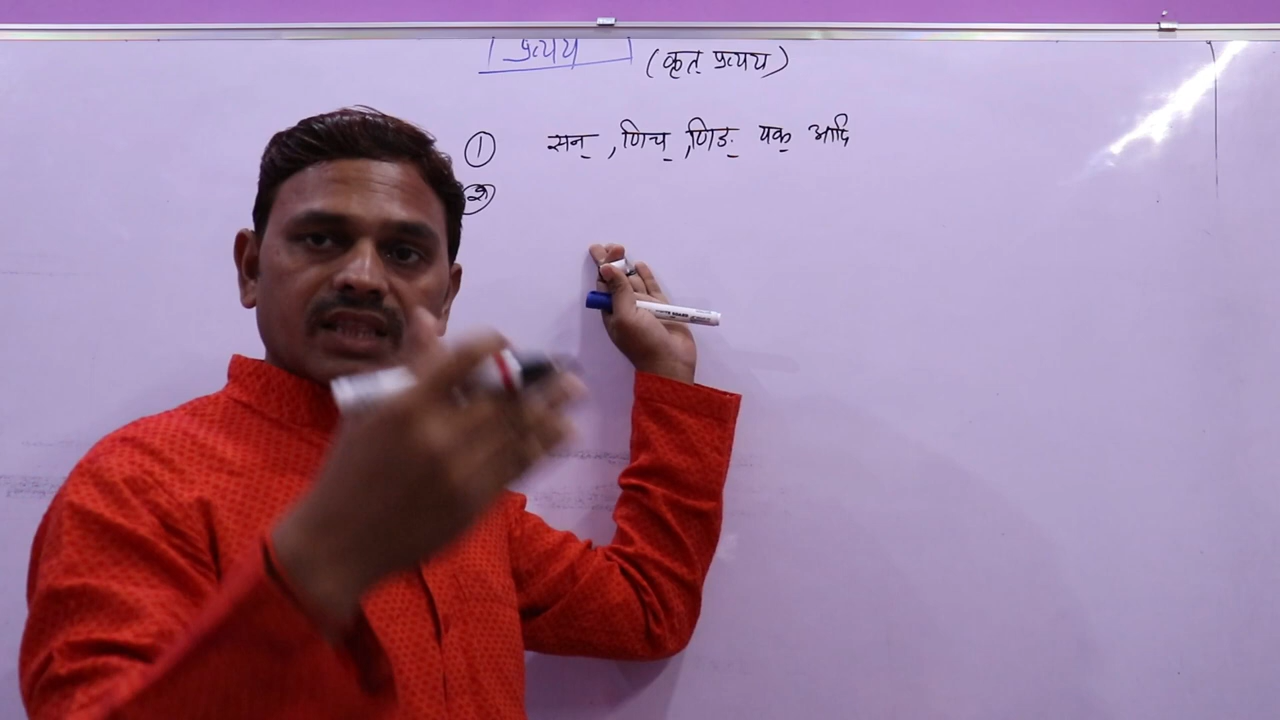 प्रत्यय (कृत् प्रत्यय)
① सन् , णिच् , णिङ् यक् आदि
②